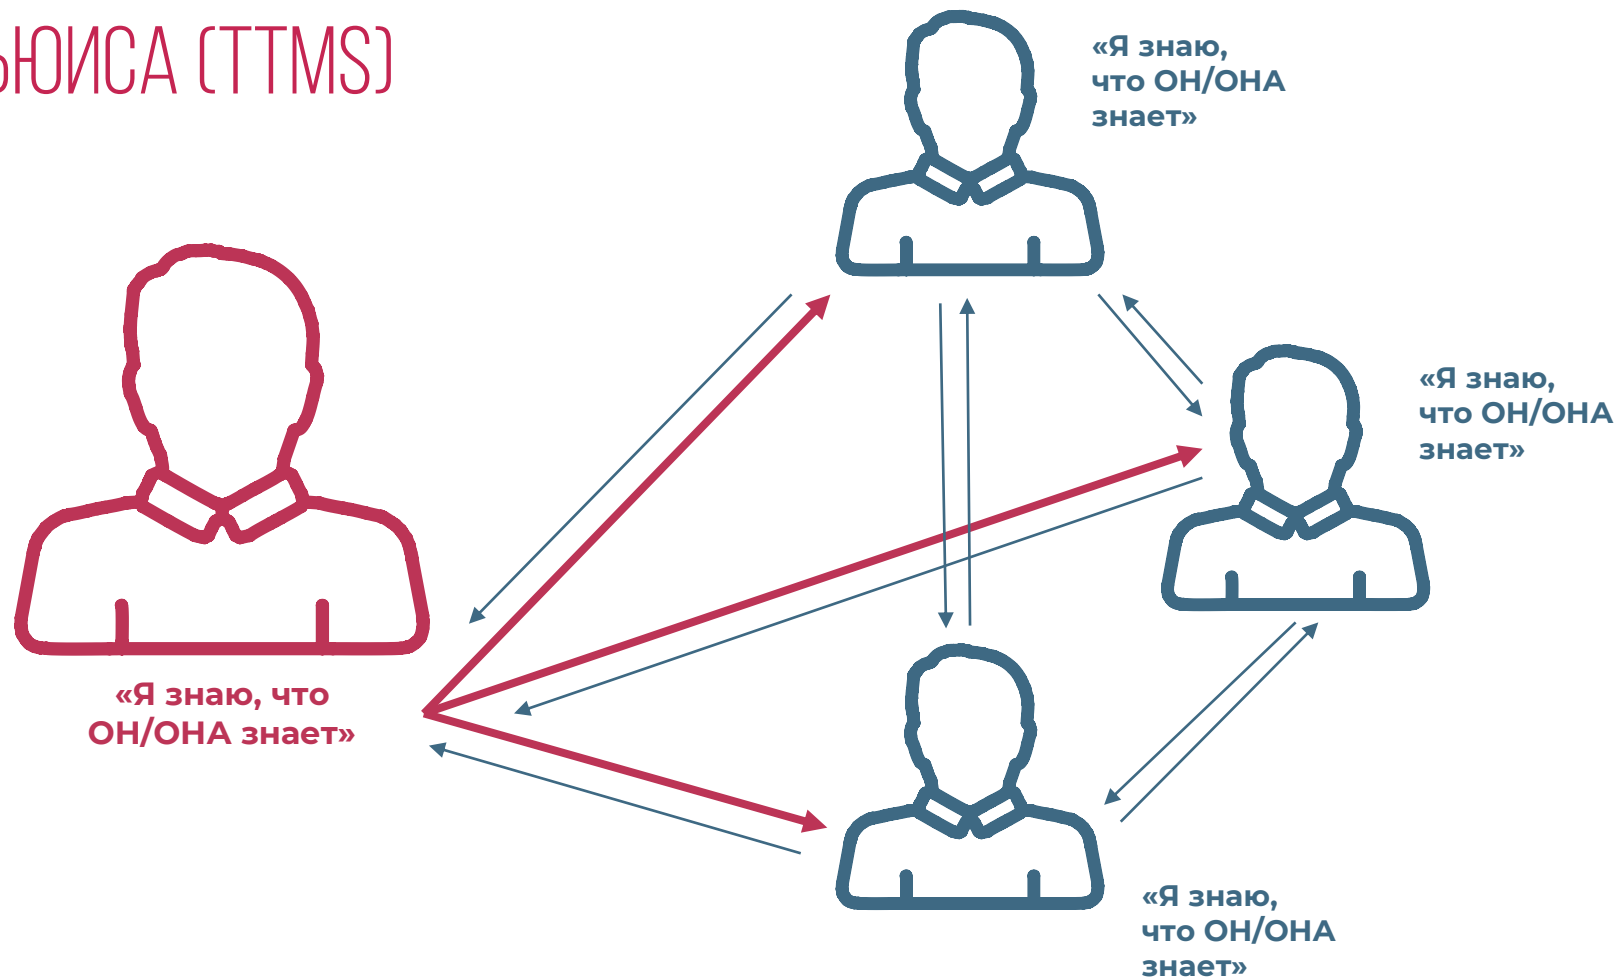 ЬЮИСА (TTMS)
«Я знаю,
что ОН/ОНА
знает»
«Я знаю,
что ОН/ОНА
знает»
«Я знаю, что
ОН/ОНА знает»
«Я знаю,
что ОН/ОНА
знает»